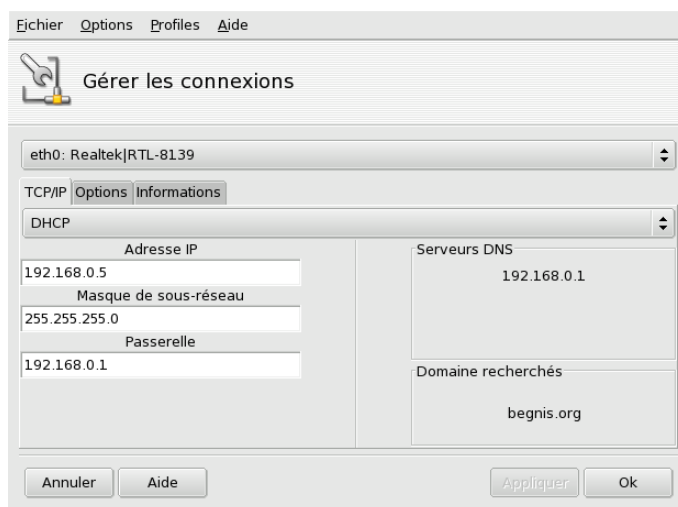 Fichier Options Profiles Aide
Gérer les connexions
eth0: Realtek|RTL-8139
TCP/IP Options Informations
DHCP
Adresse IP
192.168.0.5
Masque de sous-réseau
255.255.255.0
Passerelle
192.168.0.1
Serveurs DNS
192.168.0.1
Domaine recherchés
begnis.org
Annuler Aide Appliquer Ok